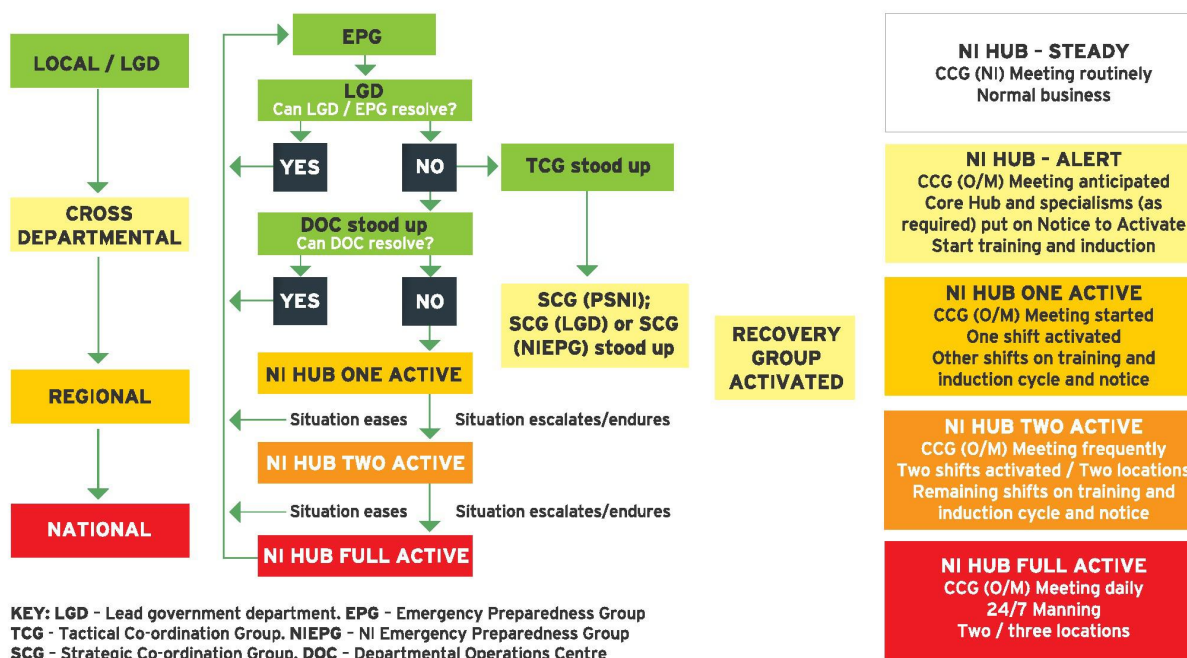 LOCAL / LGD
CROSS
DEPARTMENTAL
REGIONAL
NATIONAL
EPG
LGD
Can LGD / EPG resolve?
YES
NO
TCG stood up
DOC stood up
Can DOC resolve?
YES
NO
SCG (PSNI);
SCG (LGD) or SCG
(NIEPG) stood up
RECOVERY
GROUP
ACTIVATED
NI HUB ONE ACTIVE
Situation eases
Situation escalates/endures
NI HUB TWO ACTIVE
Situation eases
Situation escalates/endures
NI HUB FULL ACTIVE
NI HUB - STEADY
CCG (NI) Meeting routinely
Normal business
NI HUB - ALERT
CCG (O/M) Meeting anticipated
Core Hub and specialisms (as
required) put on Notice to Activate
Start training and induction
NI HUB ONE ACTIVE
CCG (O/M) Meeting started
One shift activated
Other shifts on training and
induction cycle and notice
NI HUB TWO ACTIVE
CCG (O/M) Meeting frequently
Two shifts activated / Two locations
Remaining shifts on training and
induction cycle and notice
NI HUB FULL ACTIVE
CCG (O/M) Meeting daily
24/7 Manning
Two / three locations
KEY: LGD - Lead government department. EPG - Emergency Preparedness Group
TCG - Tactical Co-ordination Group. NIEPG - NI Emergency Preparedness Group
SCG - Strategic Co-ordination Group. DOC - Departmental Operations Centre